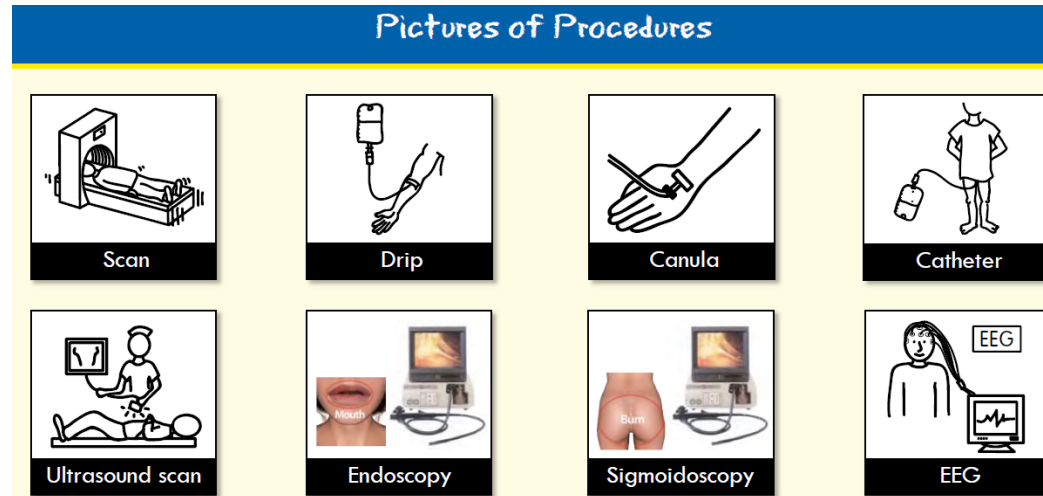 Pictures of Procedures
Scan
Drip
Canula
Catheter
EEG
Mouth
Bum
Ultrasound scan
Endoscopy
Sigmoidoscopy
EEG